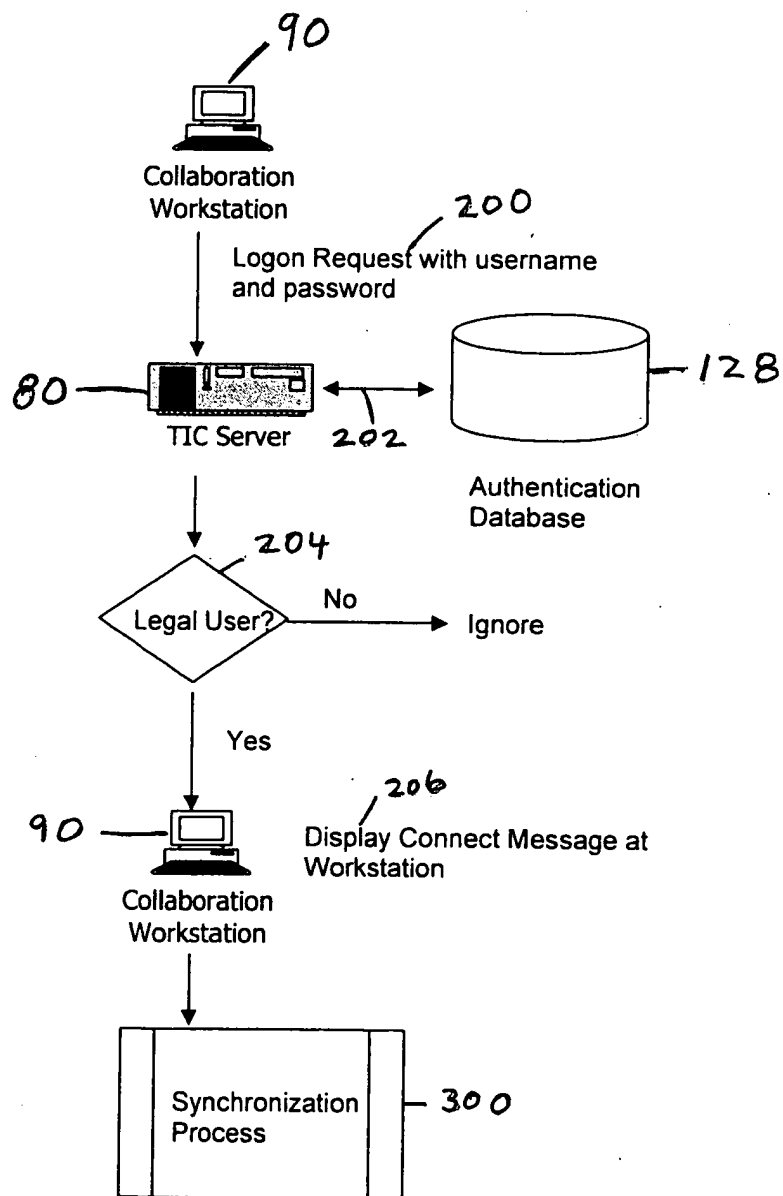 90
Collaboration
Workstation
200
Logon Request with username
and password
80
TIC Server
202
128
Authentication
Database
204
Legal User?
No
Ignore
Yes
206
90
Display Connect Message at
Workstation
Collaboration
Workstation
Synchronization
Process
300